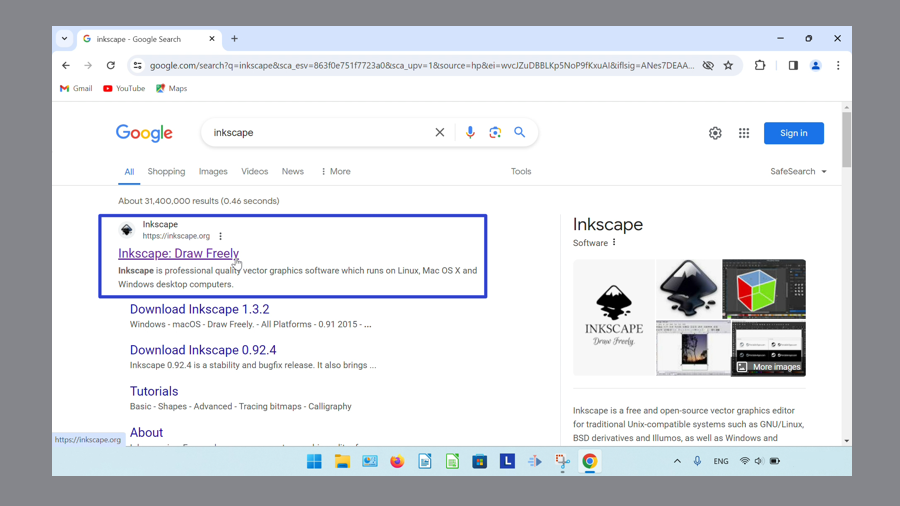 inkscape - Google Search
google.com/search?q=inkscape&sca_esv=863f0e751f7723a0&sca_upv=1&source=hp&ei=wvcJZuDBBLKp5NoP9fKxuAI&iflsig=ANes7DEAA...
Gmail YouTube Maps
Google
inkscape
Sign in
All Shopping Images Videos News More Tools SafeSearch
About 31,400,000 results (0.46 seconds)
Inkscape
https://inkscape.org
Inkscape: Draw Freely
Inkscape is professional quality vector graphics software which runs on Linux, Mac OS X and
Windows desktop computers.
Download Inkscape 1.3.2
Windows - macOS - Draw Freely. - All Platforms - 0.91 2015 - ...
Download Inkscape 0.92.4
Inkscape 0.92.4 is a stability and bugfix release. It also brings ...
Tutorials
Basic - Shapes - Advanced - Tracing bitmaps - Calligraphy
About
https://inkscape.org
Inkscape
Software
INKSCAPE
Draw Freely.
More images
Inkscape is a free and open-source vector graphics editor
for traditional Unix-compatible systems such as GNU/Linux,
BSD derivatives and Illumos, as well as Windows and
L
ENG